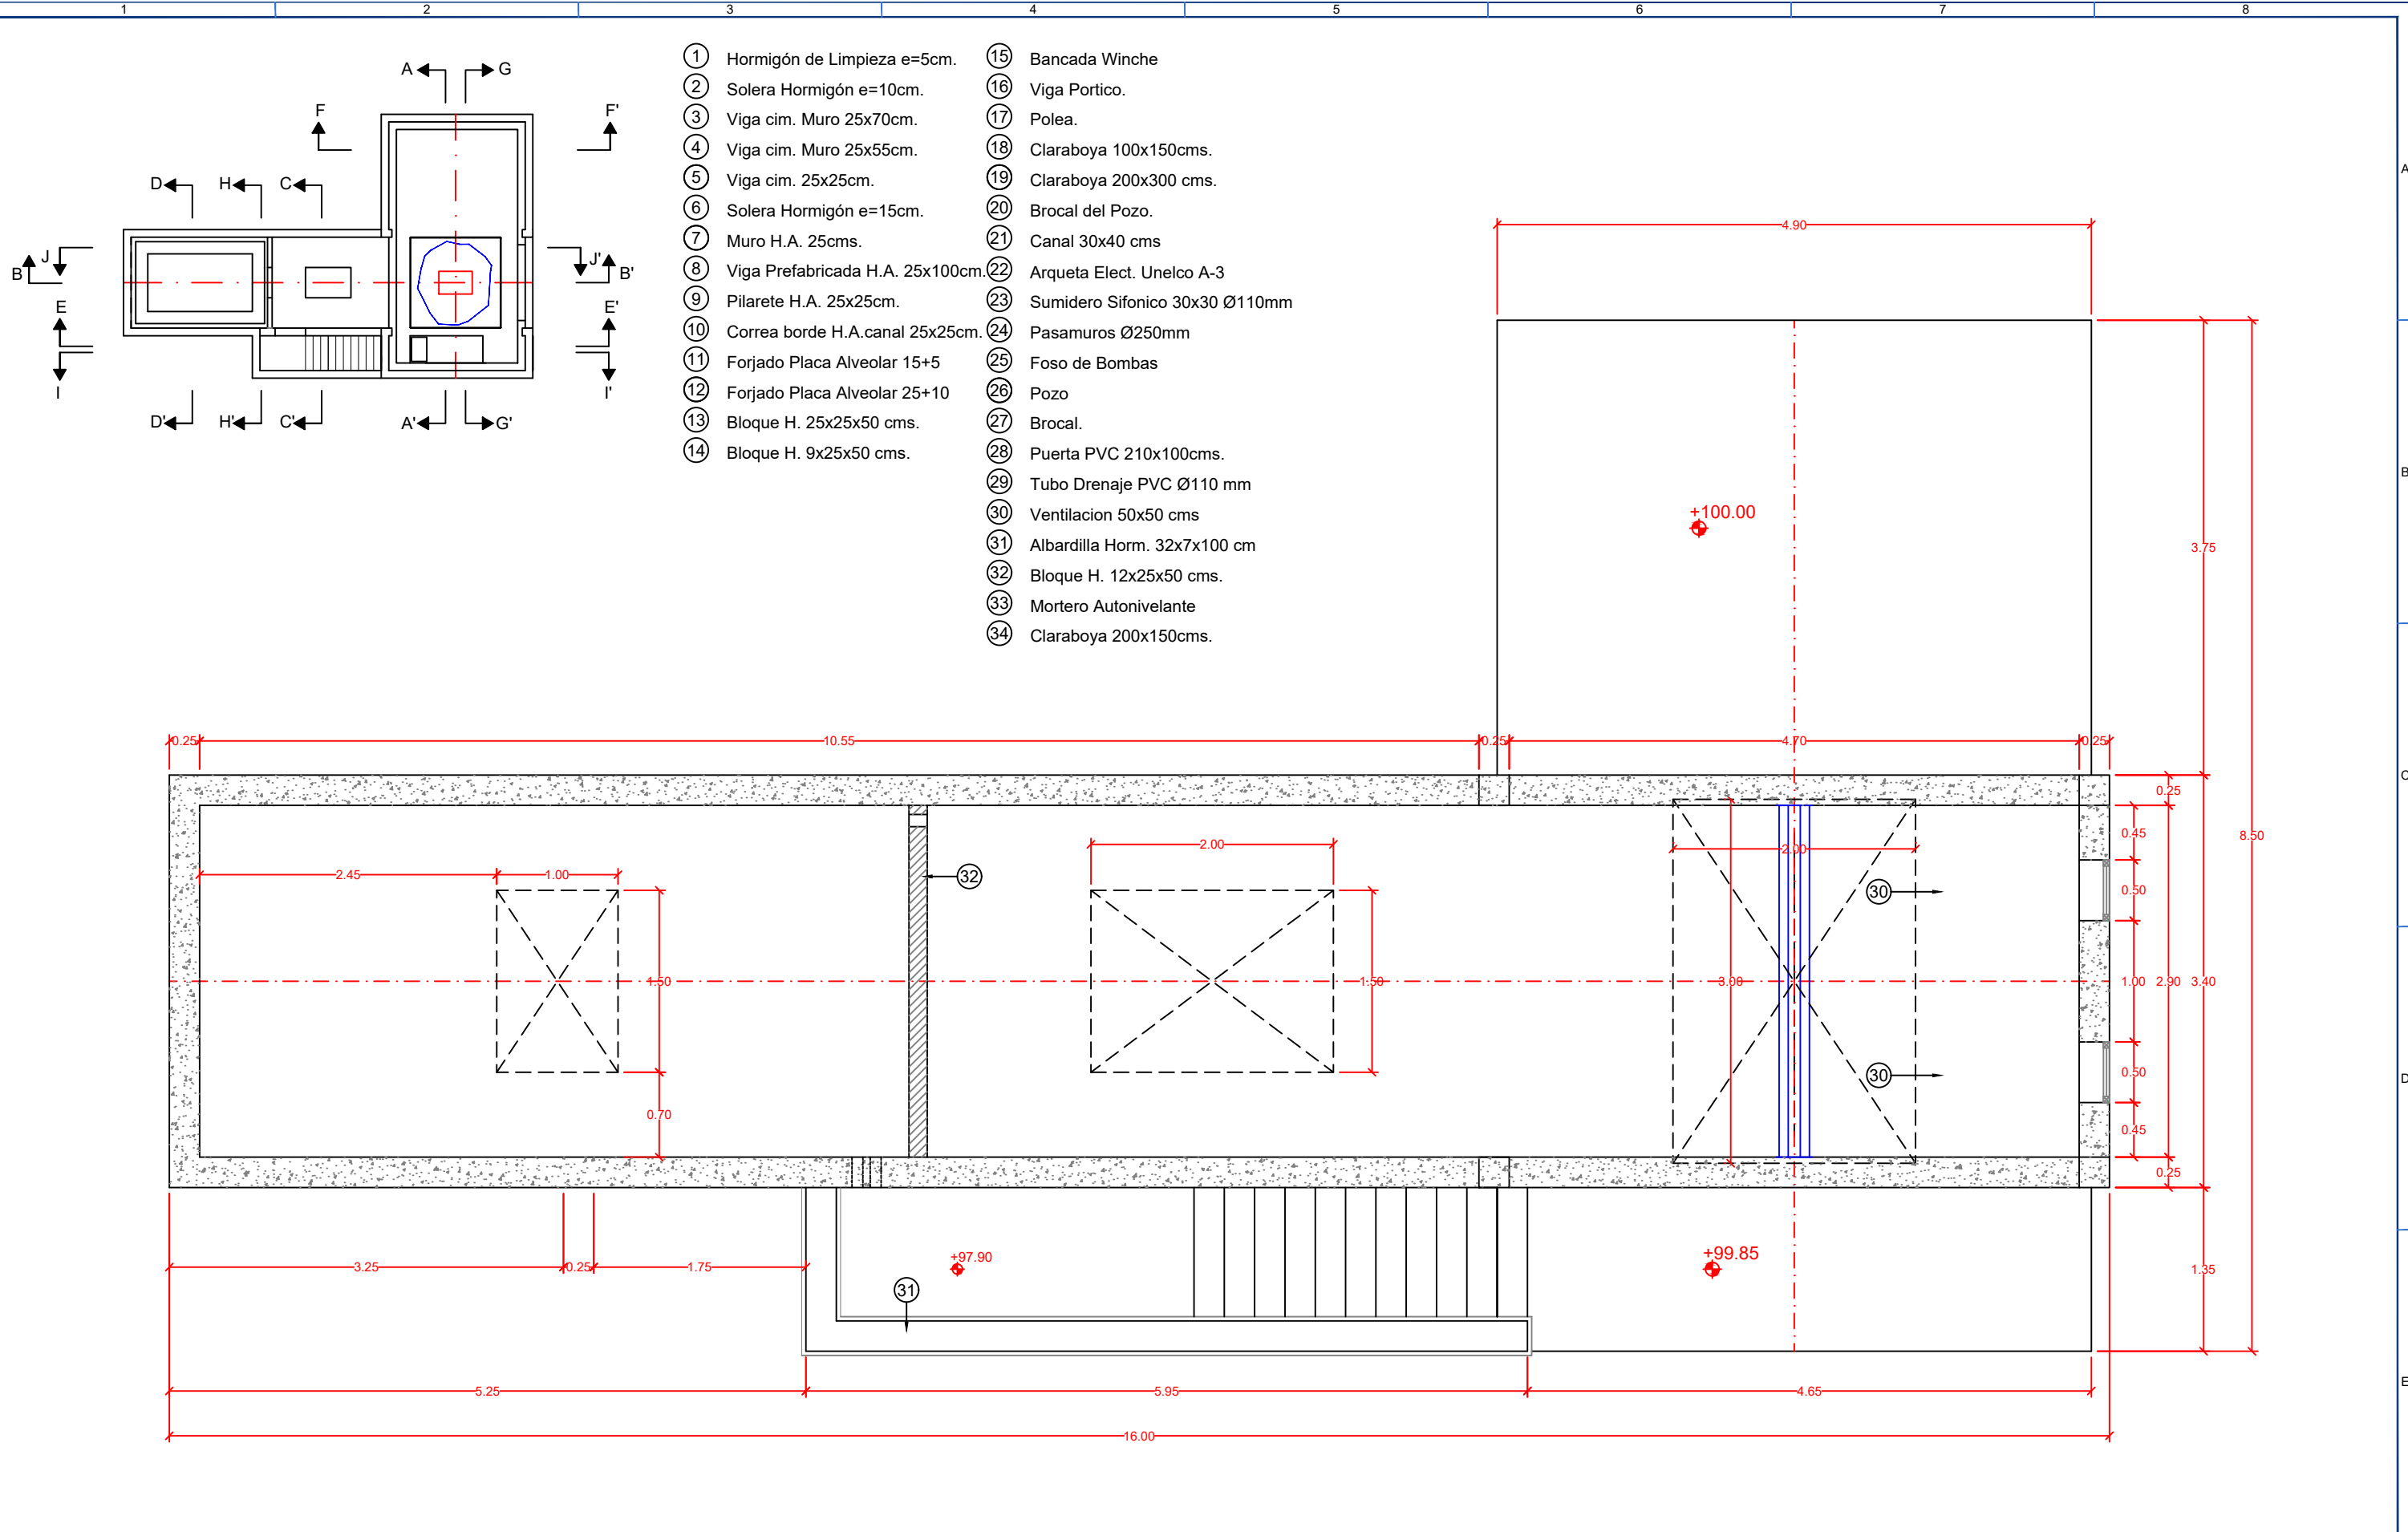 1 2 3 4 5 6 7 8
A
B
C
D
E
A G
F F'
D H C
J J'
B B'
E E'
I I'
D' H' C' A' G'
1 Hormigón de Limpieza e=5cm.
2 Solera Hormigón e=10cm.
3 Viga cim. Muro 25x70cm.
4 Viga cim. Muro 25x55cm.
5 Viga cim. 25x25cm.
6 Solera Hormigón e=15cm.
7 Muro H.A. 25cms.
8 Viga Prefabricada H.A. 25x100cm.
9 Pilarete H.A. 25x25cm.
10 Correa borde H.A.canal 25x25cm.
11 Forjado Placa Alveolar 15+5
12 Forjado Placa Alveolar 25+10
13 Bloque H. 25x25x50 cms.
14 Bloque H. 9x25x50 cms.
15 Bancada Winche
16 Viga Portico.
17 Polea.
18 Claraboya 100x150cms.
19 Claraboya 200x300 cms.
20 Brocal del Pozo.
21 Canal 30x40 cms
22 Arqueta Elect. Unelco A-3
23 Sumidero Sifonico 30x30 Ø110mm
24 Pasamuros Ø250mm
25 Foso de Bombas
26 Pozo
27 Brocal.
28 Puerta PVC 210x100cms.
29 Tubo Drenaje PVC Ø110 mm
30 Ventilacion 50x50 cms
31 Albardilla Horm. 32x7x100 cm
32 Bloque H. 12x25x50 cms.
33 Mortero Autonivelante
34 Claraboya 200x150cms.
4.90
+100.00
3.75
0.25 10.55 0.25 4.70 0.25
0.25
0.45
8.50
2.00 2.00
2.45 1.00
32
30
0.50
1.50 1.50 3.00 1.00 2.90 3.40
30
0.50
0.70
0.45
0.25
+97.90
+99.85
3.25 0.25 1.75
1.35
31
5.25 5.95 4.65
16.00